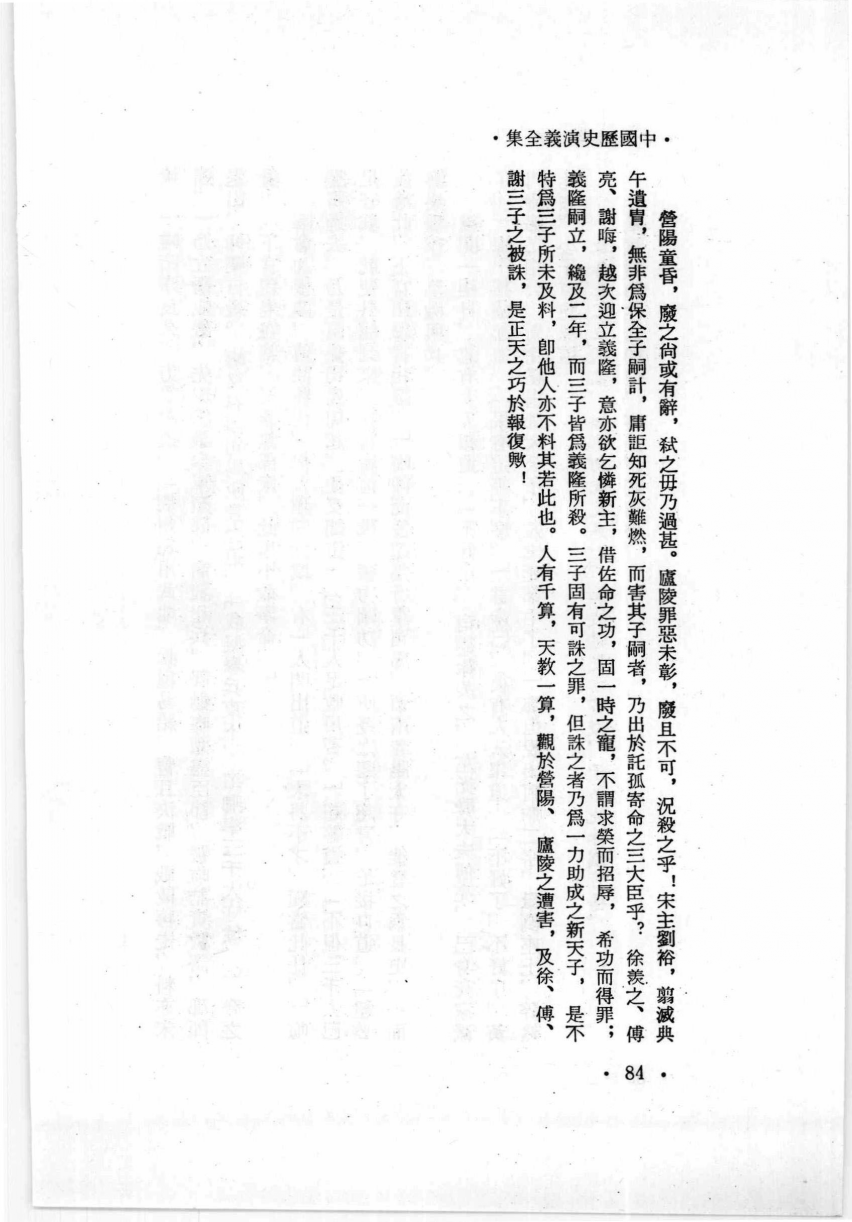 ・中國歷史演義全集・
營陽童昏，廢之尙或有辭，弒之毋乃過甚。廬陵罪惡未彰，廢且不可，況殺之乎！宋主劉裕，翦滅典
午遺冑，無非爲保全子嗣計，庸詎知死灰難燃，而害其子嗣者，乃出於託孤寄命之三大臣乎？徐羨之、傅
亮、謝晦，越次迎立義隆，意亦欲乞憐新主，借佐命之功，固一時之寵，不謂求榮而招辱，希功而得罪；
義隆嗣立，纔及二年，而三子皆爲義隆所殺。三子固有可誅之罪，但誅之者乃爲一力助成之新天子，是不
特爲三子所未及料，卽他人亦不料其若此也。人有千算，天教一算，觀於營陽、廬陵之遭害，及徐、傅、
謝三子之被誅，是正天之巧於報復歟！
・84・